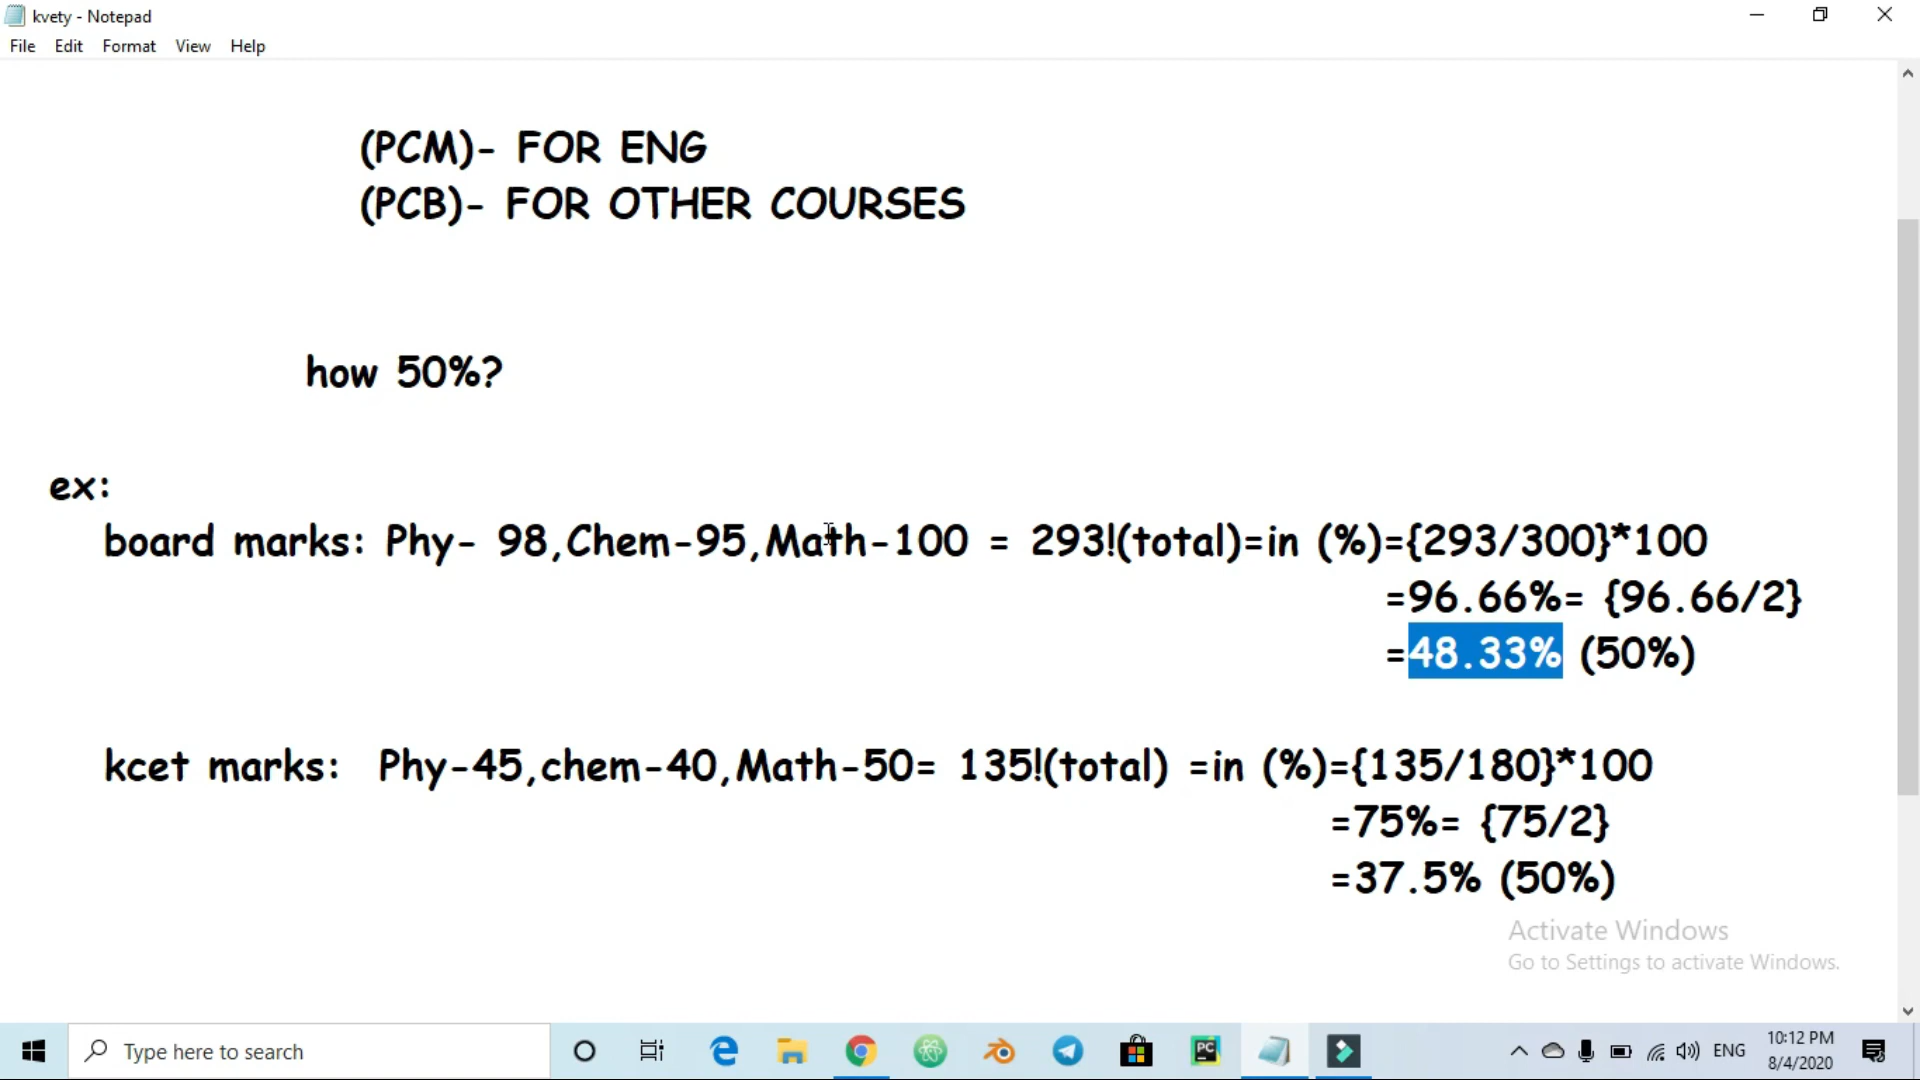 kvety - Notepad
File Edit Format View Help
(PCM)- FOR ENG
(PCB)- FOR OTHER COURSES
how 50%?
ex:
board marks: Phy- 98,Chem-95,Math-100 = 293!(total)=in (%)={293/300}*100
=96.66%= {96.66/2}
=48.33% (50%)
kcet marks: Phy-45,chem-40,Math-50= 135!(total) =in (%)={135/180}*100
=75%= {75/2}
=37.5% (50%)
Activate Windows
Go to Settings to activate Windows.
Type here to search
PC
ENG
10:12 PM
8/4/2020